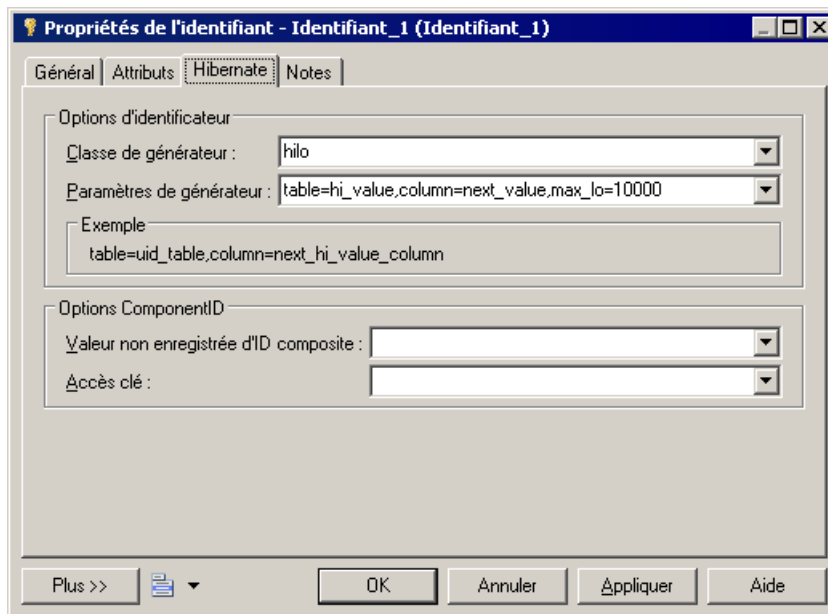 Propriétés de l'identifiant - Identifiant_1 (Identifiant_1)
Général Attributs Hibernate Notes
Options d'identificateur
Classe de générateur : hilo
Paramètres de générateur : table=hi_value,column=next_value,max_lo=10000
Exemple
table=uid_table,column=next_hi_value_column
Options ComponentID
Valeur non enregistrée d'ID composite :
Accès clé :
Plus >> OK Annuler Appliquer Aide